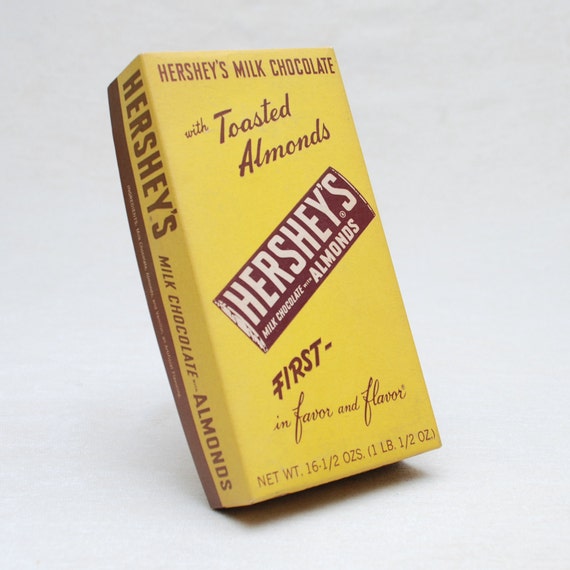 HERSHEY'S MILK CHOCOLATE
with Toasted
Almonds
HERSHEY'S®
MILK CHOCOLATE WITH ALMONDS
FIRST-
in favor and flavor®
NET WT. 16-1/2 OZS. (1 LB. 1/2 OZ.)
HERSHEY'S MILK CHOCOLATE—ALMONDS
INGREDIENTS: